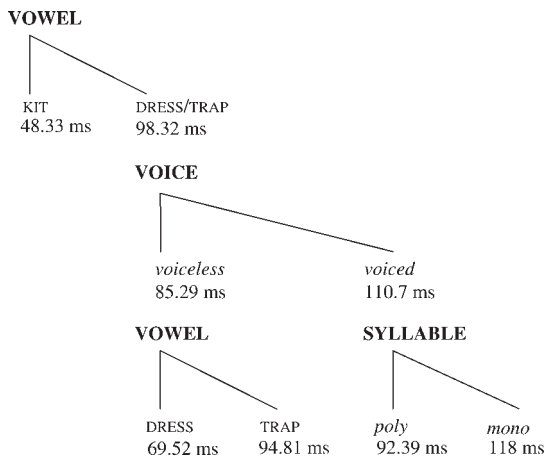 VOWEL
KIT DRESS/TRAP
48.33 ms 98.32 ms
VOICE
voiceless voiced
85.29 ms 110.7 ms
VOWEL SYLLABLE
DRESS TRAP poly mono
69.52 ms 94.81 ms 92.39 ms 118 ms